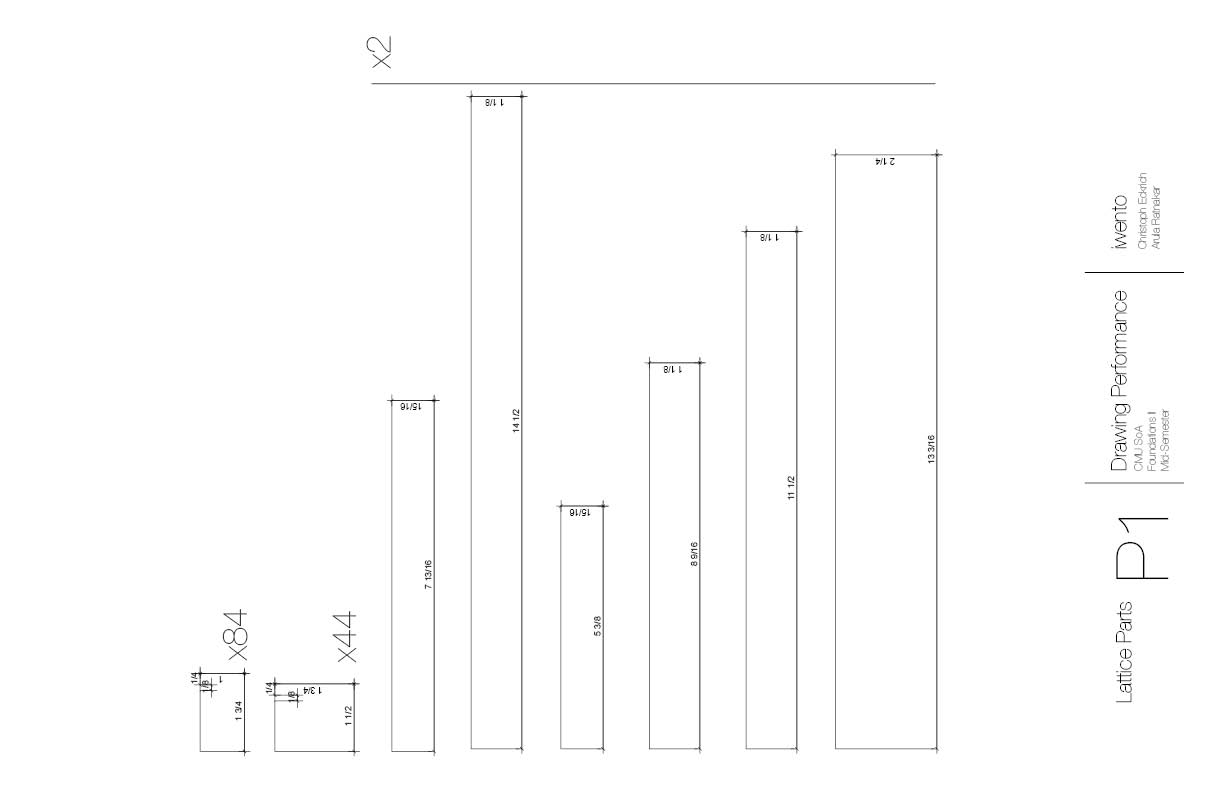 x2
1 1/8
14 1/2
2 1/4
13 3/16
1 1/8
11 1/2
1 1/8
8 9/16
15/16
7 13/16
15/16
5 3/8
x84
1/4
1/8
1
1 3/4
x44
1/4
1/8
1 3/4
1 1/2
Lattice Parts
P1
Drawing Performance
CMU SoA
Foundations II
Mid-Semester
iwento
Christoph Eckrich
Arula Ratnakar